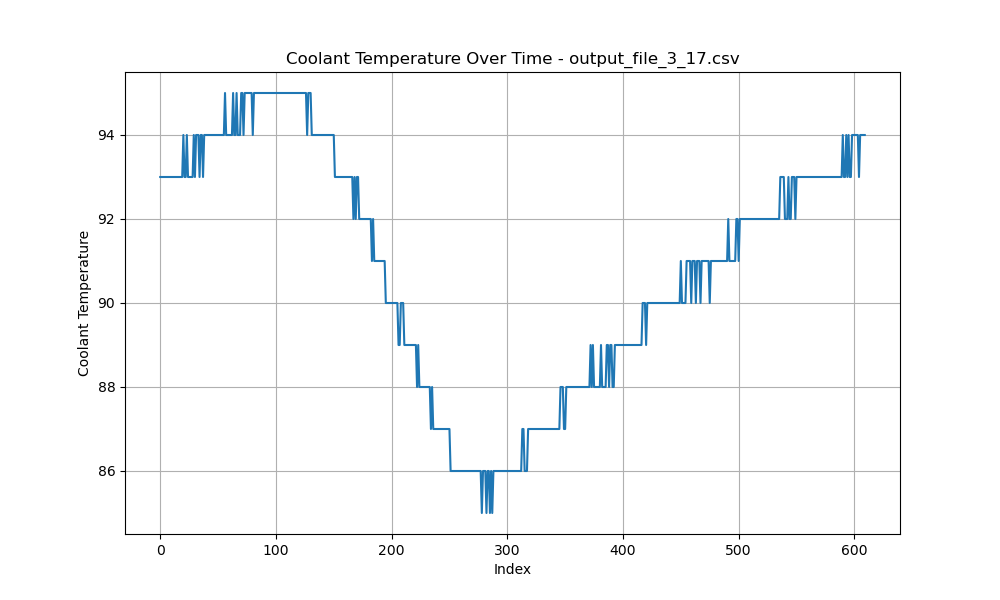 Coolant Temperature Over Time - output_file_3_17.csv
94
92
90
88
86
Coolant Temperature
0 100 200 300 400 500 600
Index